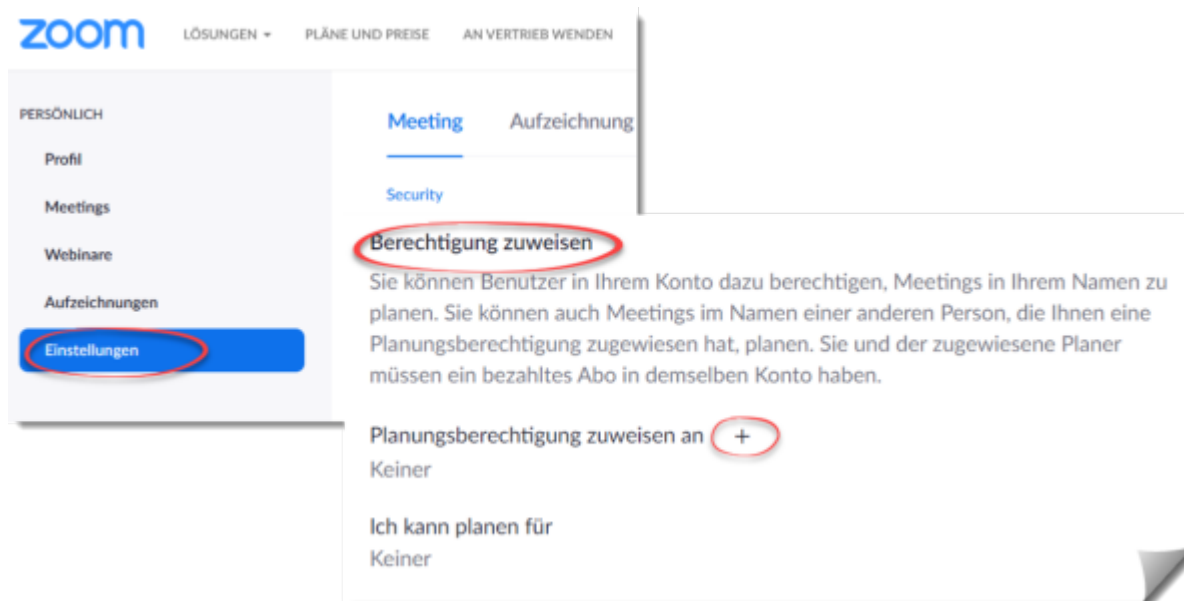 zoom LÖSUNGEN PLÄNE UND PREISE AN VERTRIEB WENDEN
PERSÖNLICH
Profil
Meetings
Webinare
Aufzeichnungen
Einstellungen
Meeting Aufzeichnung
Security
Berechtigung zuweisen
Sie können Benutzer in Ihrem Konto dazu berechtigen, Meetings in Ihrem Namen zu
planen. Sie können auch Meetings im Namen einer anderen Person, die Ihnen eine
Planungsberechtigung zugewiesen hat, planen. Sie und der zugewiesene Planer
müssen ein bezahltes Abo in demselben Konto haben.
Planungsberechtigung zuweisen an +
Keiner
Ich kann planen für
Keiner